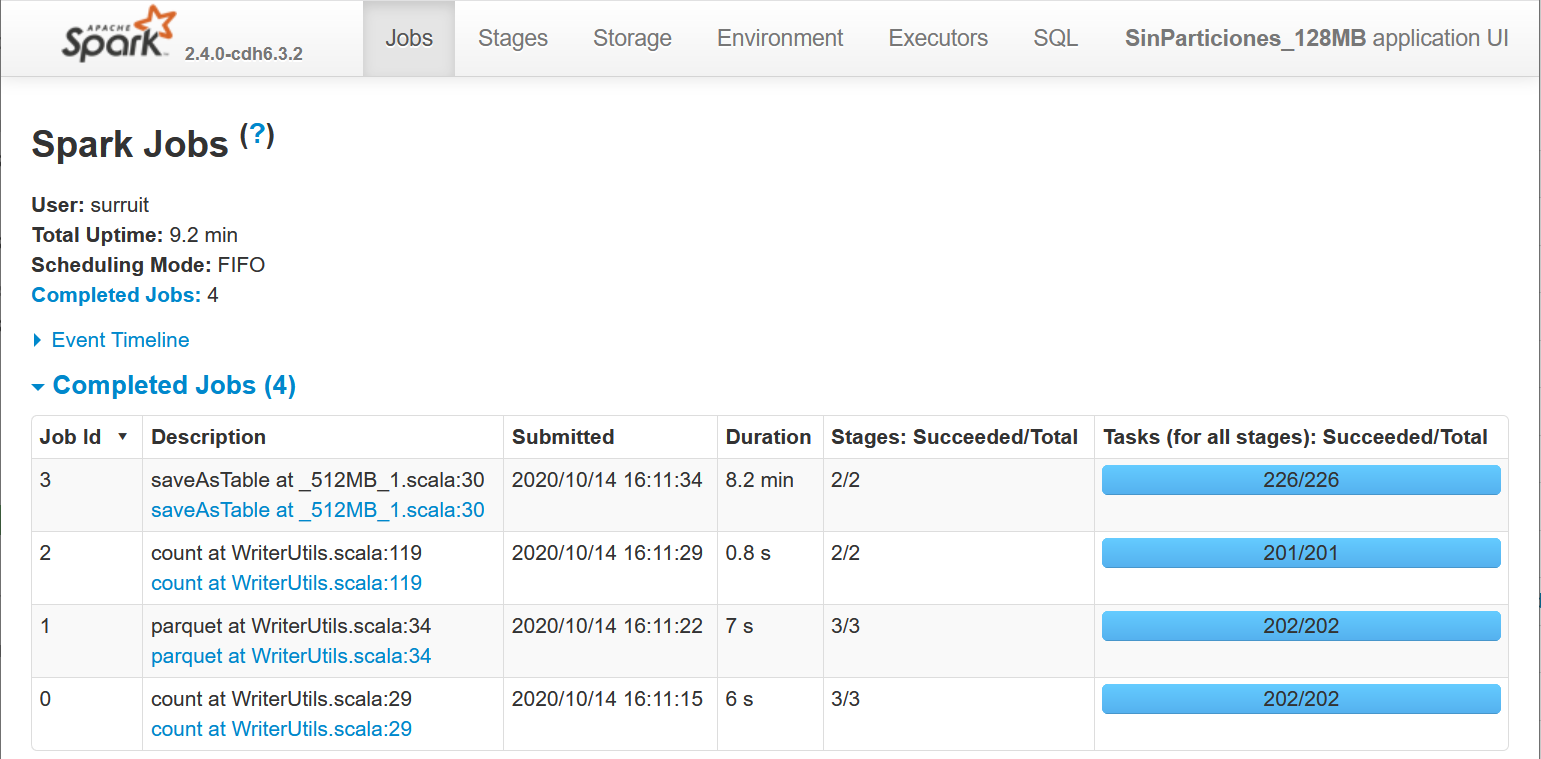 APACHE Spark 2.4.0-cdh6.3.2 Jobs Stages Storage Environment Executors SQL SinParticiones_128MB application UI
Spark Jobs (?)
User: surruit
Total Uptime: 9.2 min
Scheduling Mode: FIFO
Completed Jobs: 4
Event Timeline
Completed Jobs (4)
Job Id ▾ Description Submitted Duration Stages: Succeeded/Total Tasks (for all stages): Succeeded/Total
3 saveAsTable at _512MB_1.scala:30 2020/10/14 16:11:34 8.2 min 2/2 226/226
saveAsTable at _512MB_1.scala:30
2 count at WriterUtils.scala:119 2020/10/14 16:11:29 0.8 s 2/2 201/201
count at WriterUtils.scala:119
1 parquet at WriterUtils.scala:34 2020/10/14 16:11:22 7 s 3/3 202/202
parquet at WriterUtils.scala:34
0 count at WriterUtils.scala:29 2020/10/14 16:11:15 6 s 3/3 202/202
count at WriterUtils.scala:29